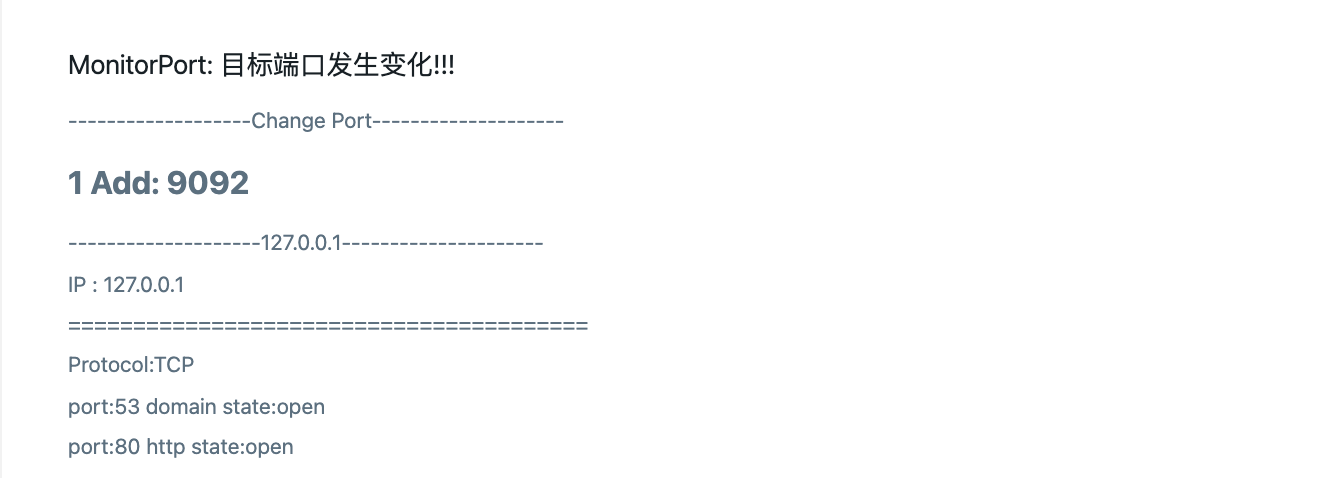 MonitorPort: 目标端口发生变化!!!
-------------------Change Port--------------------
1 Add: 9092
--------------------127.0.0.1---------------------
IP : 127.0.0.1
========================================
Protocol:TCP
port:53 domain state:open
port:80 http state:open